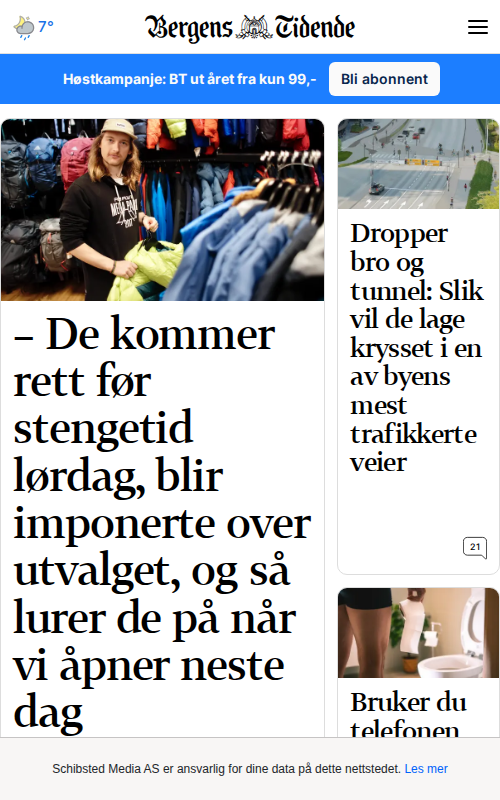 7°
Bergens Tidende
Høstkampanje: BT ut året fra kun 99,-
Bli abonnent
– De kommer
rett før
stengetid
lørdag, blir
imponerte over
utvalget, og så
lurer de på når
vi åpner neste
dag
Dropper
bro og
tunnel: Slik
vil de lage
krysset i en
av byens
mest
trafikkerte
veier
21
Bruker du
telefonen
Schibsted Media AS er ansvarlig for dine data på dette nettstedet. Les mer